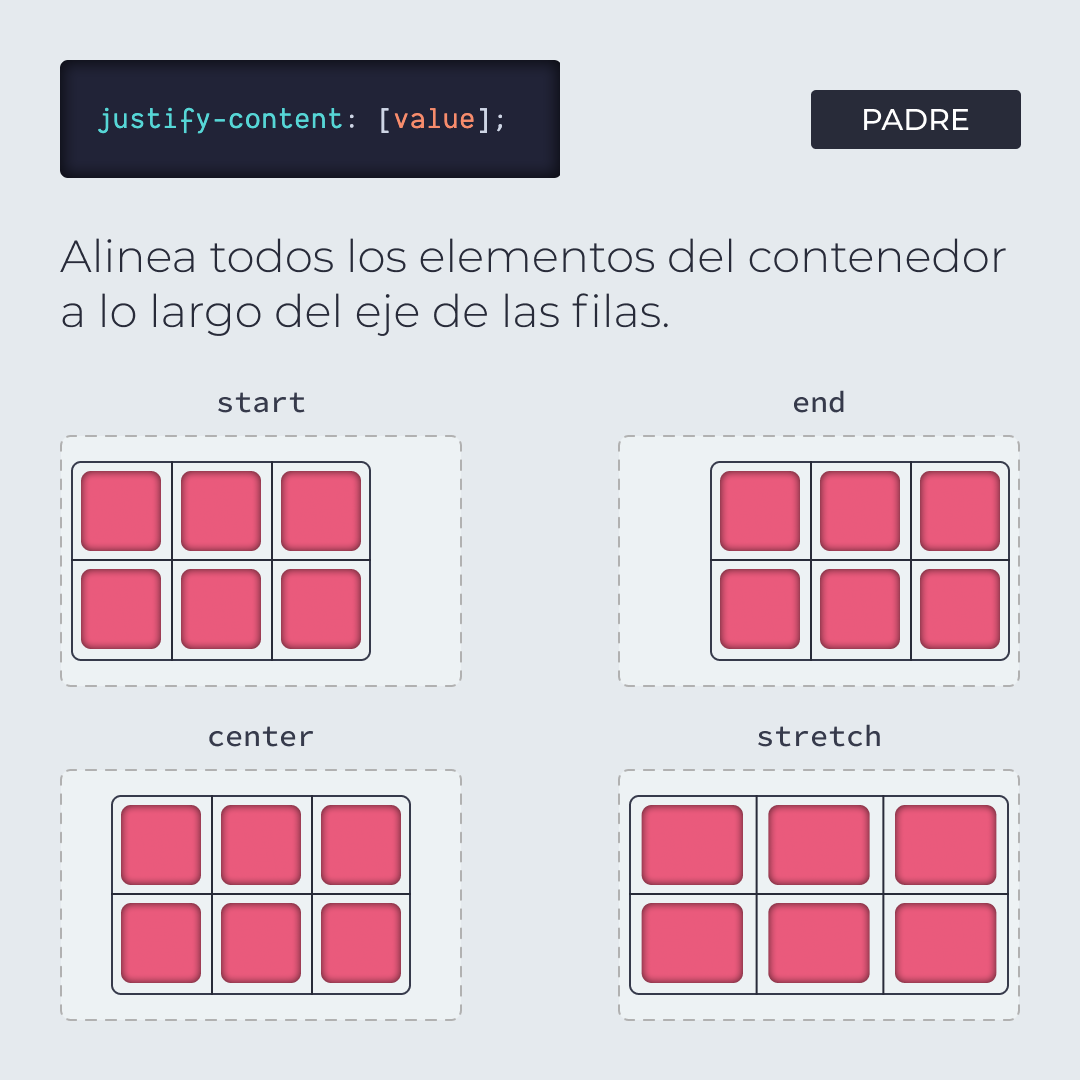 justify-content: [value];
PADRE
Alinea todos los elementos del contenedor
a lo largo del eje de las filas.
start
end
center
stretch